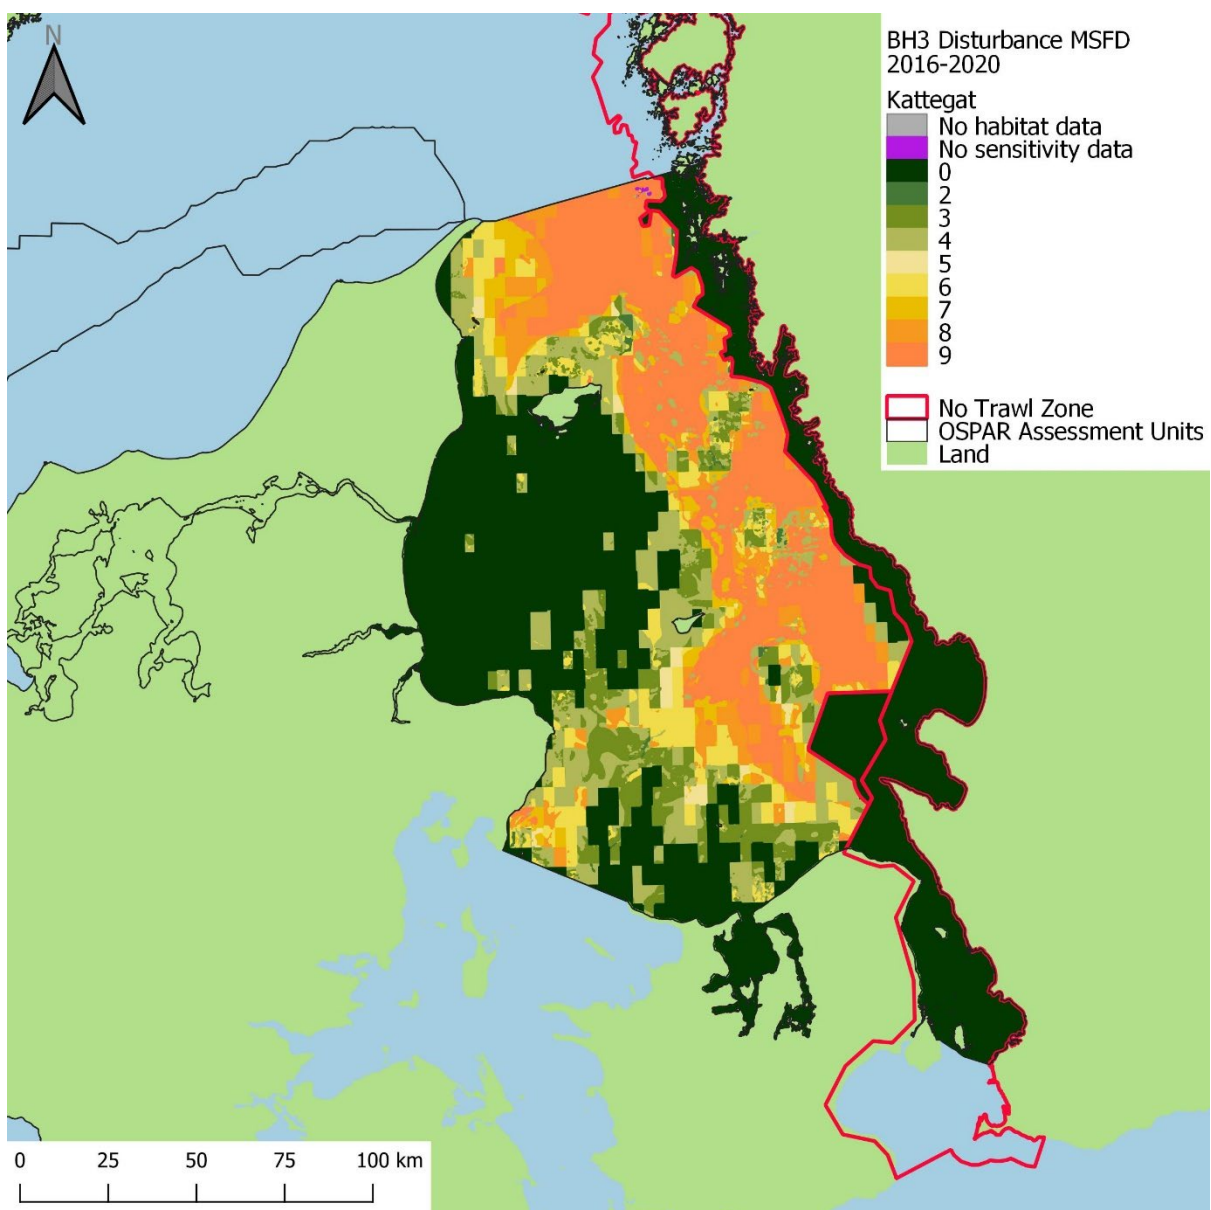 N
BH3 Disturbance MSFD
2016-2020
Kattegat
No habitat data
No sensitivity data
0
2
3
4
5
6
7
8
9
No Trawl Zone
OSPAR Assessment Units
Land
0 25 50 75 100 km